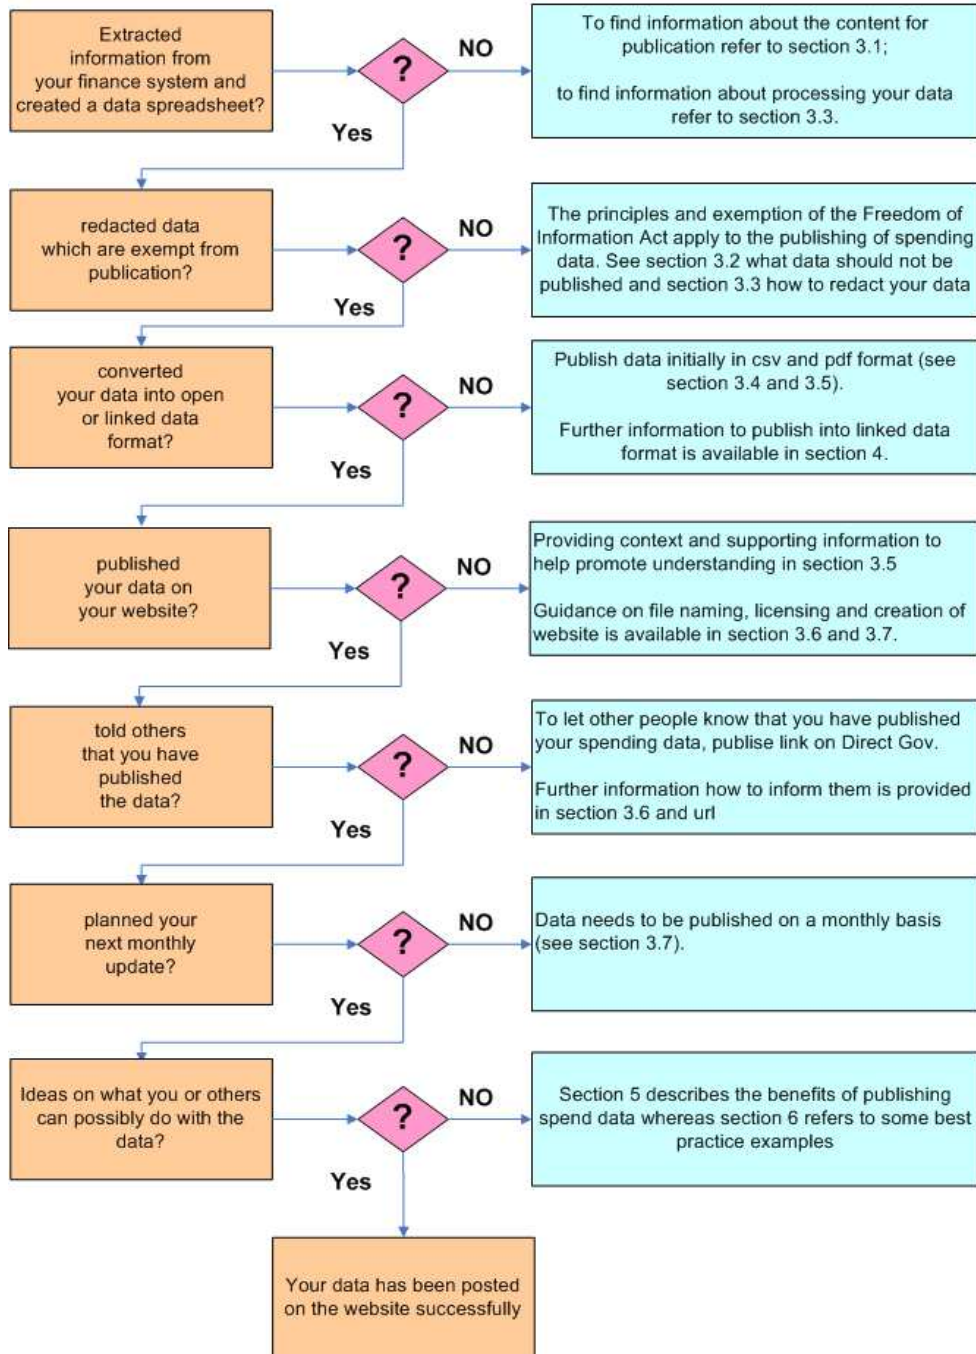 Extracted
information from
your finance system and
created a data spreadsheet?
?
NO
To find information about the content for
publication refer to section 3.1;
to find information about processing your data
refer to section 3.3.
Yes
redacted data
which are exempt from
publication?
?
NO
The principles and exemption of the Freedom of
Information Act apply to the publishing of spending
data. See section 3.2 what data should not be
published and section 3.3 how to redact your data
Yes
converted
your data into open
or linked data
format?
?
NO
Publish data initially in csv and pdf format (see
section 3.4 and 3.5).
Further information to publish into linked data
format is available in section 4.
Yes
published
your data on
your website?
?
NO
Providing context and supporting information to
help promote understanding in section 3.5
Guidance on file naming, licensing and creation of
website is available in section 3.6 and 3.7.
Yes
told others
that you have
published
the data?
?
NO
To let other people know that you have published
your spending data, publise link on Direct Gov.
Further information how to inform them is provided
in section 3.6 and url
Yes
planned your
next monthly
update?
?
NO
Data needs to be published on a monthly basis
(see section 3.7).
Yes
Ideas on what you or others
can possibly do with the
data?
?
NO
Section 5 describes the benefits of publishing
spend data whereas section 6 refers to some best
practice examples
Yes
Your data has been posted
on the website successfully